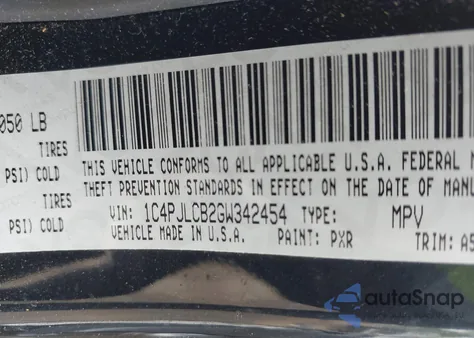 050 LB
TIRES
PSI) COLD
TIRES
PSI) COLD
THIS VEHICLE CONFORMS TO ALL APPLICABLE U.S.A. FEDERAL M
THEFT PREVENTION STANDARDS IN EFFECT ON THE DATE OF MANU
VIN: 1C4PJLCB2GW342454 TYPE: MPV
VEHICLE MADE IN U.S.A. PAINT: PXR TRIM: A5
autoSnap